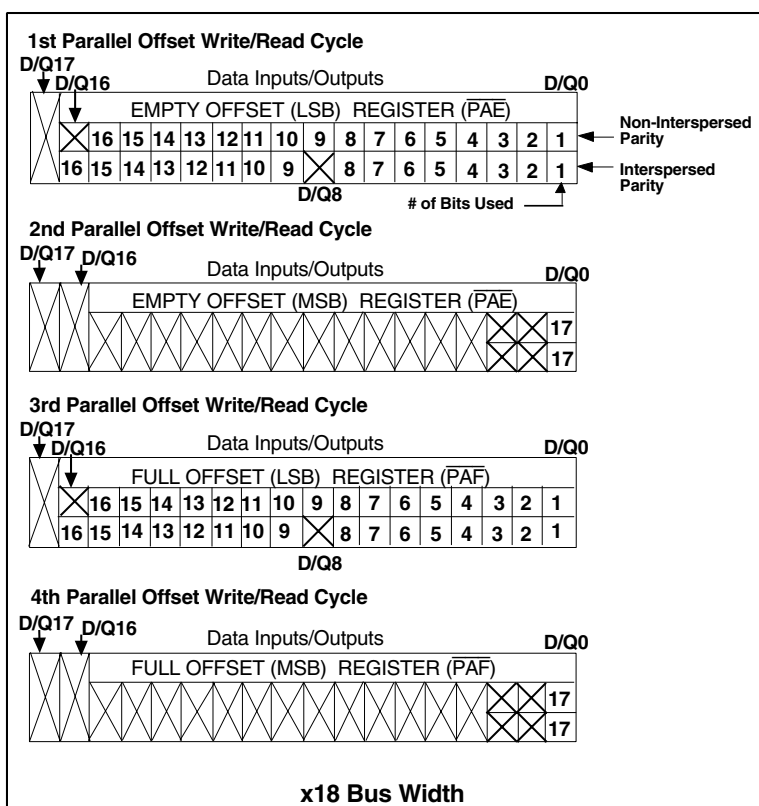 1st Parallel Offset Write/Read Cycle
D/Q17
D/Q16
Data Inputs/Outputs
D/Q0
EMPTY OFFSET (LSB) REGISTER (PAE)
16 15 14 13 12 11 10 9 8 7 6 5 4 3 2 1
Non-Interspersed
Parity
16 15 14 13 12 11 10 9 8 7 6 5 4 3 2 1
Interspersed
Parity
D/Q8
# of Bits Used
2nd Parallel Offset Write/Read Cycle
D/Q17
D/Q16
Data Inputs/Outputs
D/Q0
EMPTY OFFSET (MSB) REGISTER (PAE)
17
17
3rd Parallel Offset Write/Read Cycle
D/Q17
D/Q16
Data Inputs/Outputs
D/Q0
FULL OFFSET (LSB) REGISTER (PAF)
16 15 14 13 12 11 10 9 8 7 6 5 4 3 2 1
16 15 14 13 12 11 10 9 8 7 6 5 4 3 2 1
D/Q8
4th Parallel Offset Write/Read Cycle
D/Q17
D/Q16
Data Inputs/Outputs
D/Q0
FULL OFFSET (MSB) REGISTER (PAF)
17
17
x18 Bus Width